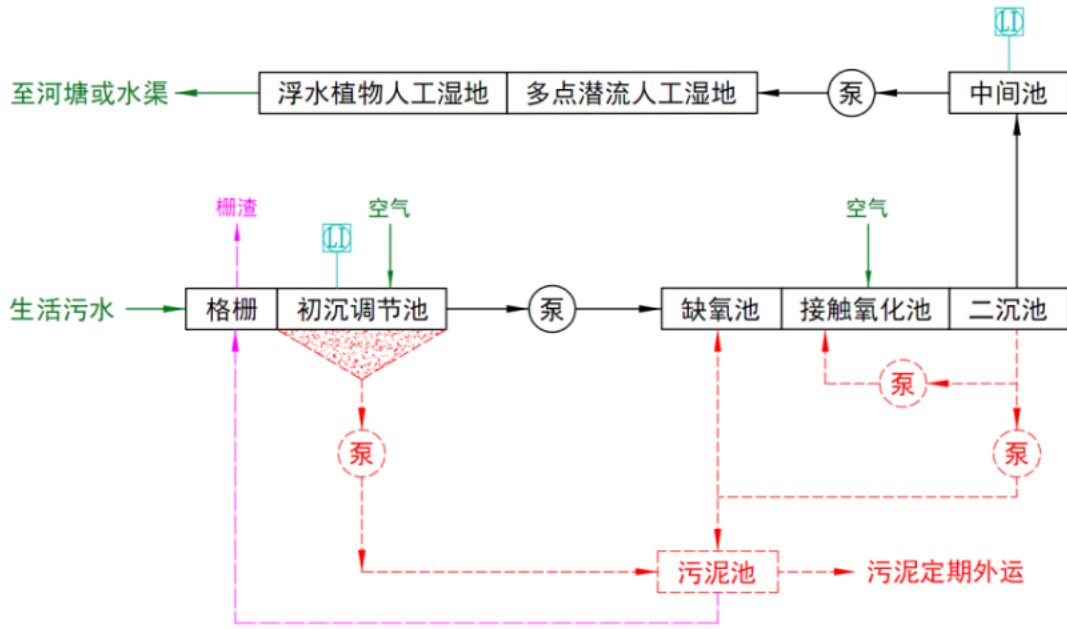 LI
至河塘或水渠
浮水植物人工湿地
多点潜流人工湿地
泵
中间池
栅渣
LI
空气
空气
生活污水
格栅
初沉调节池
泵
缺氧池
接触氧化池
二沉池
泵
泵
泵
污泥池
污泥定期外运